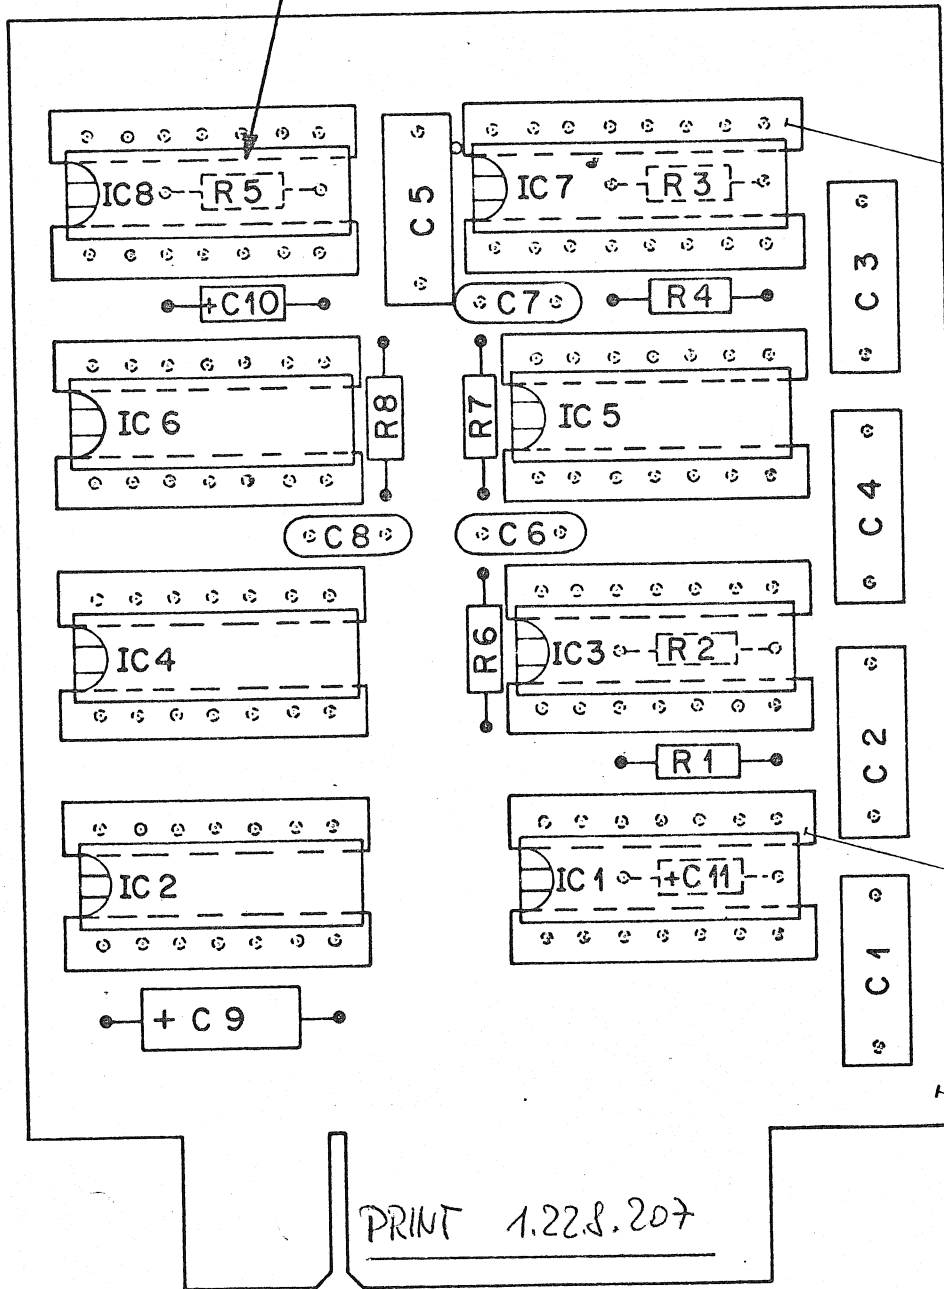 IC8 R5
C5
IC7 R3
C3
+C10
C7
R4
IC6
R8
R7
IC5
C4
C8
C6
IC4
R6
IC3 R2
C2
R1
IC2
IC1 +C11
C1
+ C9
PRINT 1.228.207